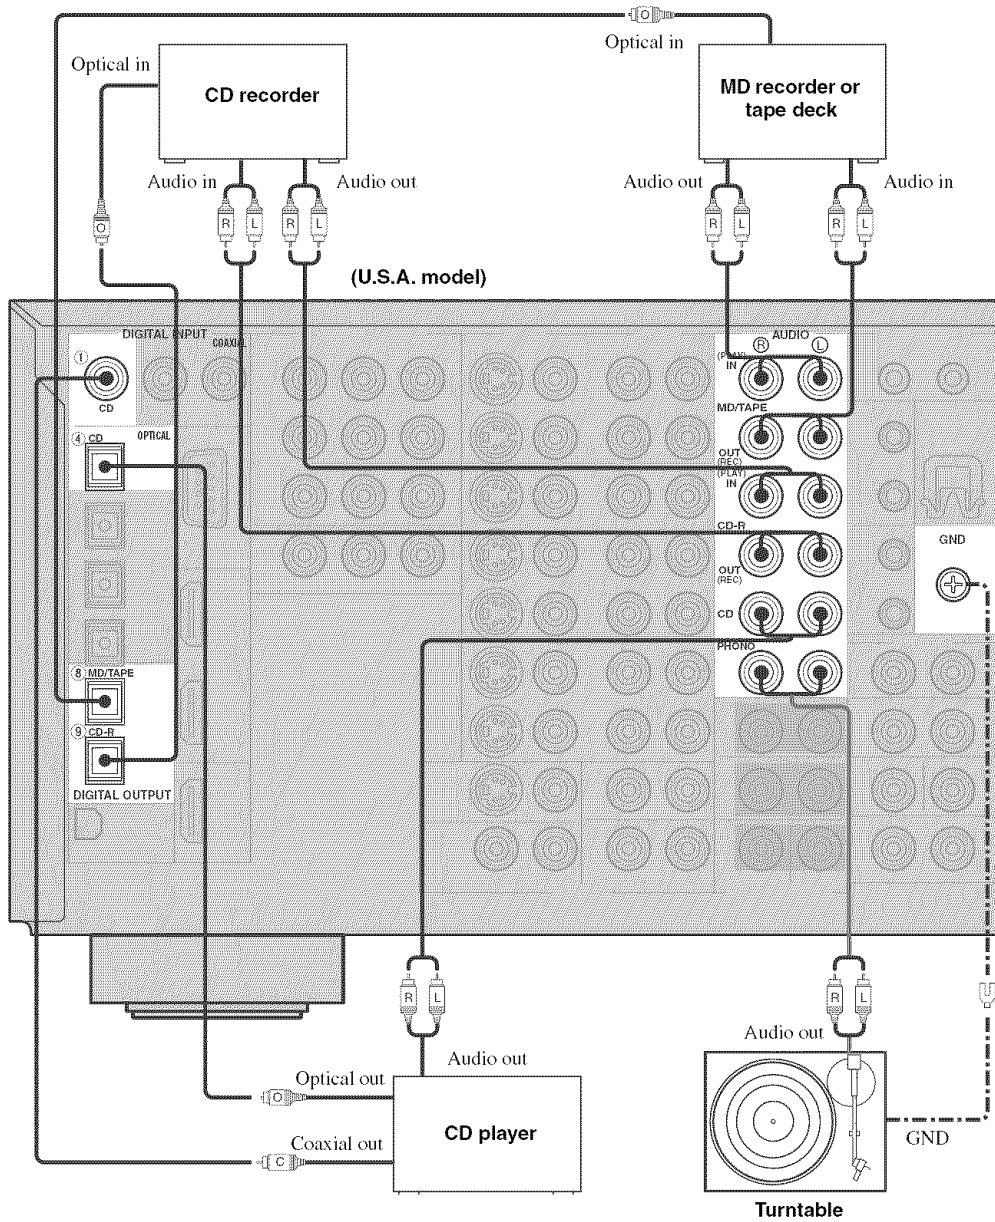 O
Optical in
Optical in
CD recorder
MD recorder or
tape deck
Audio in
Audio out
Audio out
Audio in
O
R
L
R
L
R
L
R
L
(U.S.A. model)
DIGITAL INPUT
COAXIAL
AUDIO
R
L
1
CD
(PLAY)
IN
MD/TAPE
4 CD
OPTICAL
OUT
(REC)
(PLAY)
IN
CD-R
GND
OUT
(REC)
CD
PHONO
8 MD/TAPE
9 CD-R
DIGITAL OUTPUT
R
L
R
L
Audio out
Audio out
Optical out
O
CD player
Coaxial out
C
GND
Turntable